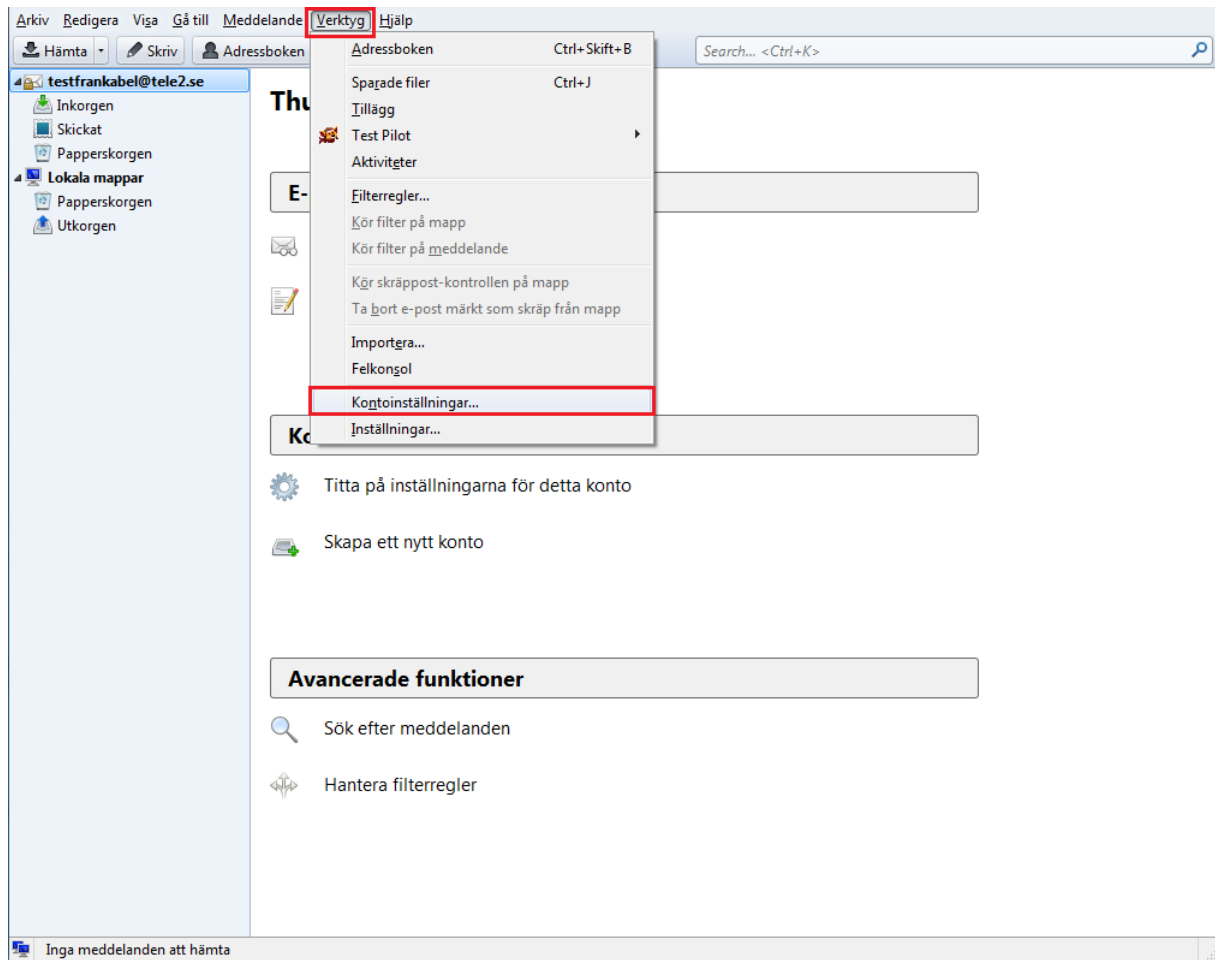 Arkiv Redigera Visa Gå till Meddelande Verktyg Hjälp
Hämta Skriv Adressboken Search... <Ctrl+K>
testfrankabel@tele2.se
Inkorgen
Skickat
Papperskorgen
Lokala mappar
Papperskorgen
Utkorgen
Adressboken Ctrl+Skift+B
Sparade filer Ctrl+J
Tillägg
Test Pilot
Aktiviteter
Filterregler...
Kör filter på mapp
Kör filter på meddelande
Kör skräppost-kontrollen på mapp
Ta bort e-post märkt som skräp från mapp
Importera...
Felkonsol
Kontoinställningar...
Inställningar...
Thu
E-
Ko
Titta på inställningarna för detta konto
Skapa ett nytt konto
Avancerade funktioner
Sök efter meddelanden
Hantera filterregler
Inga meddelanden att hämta